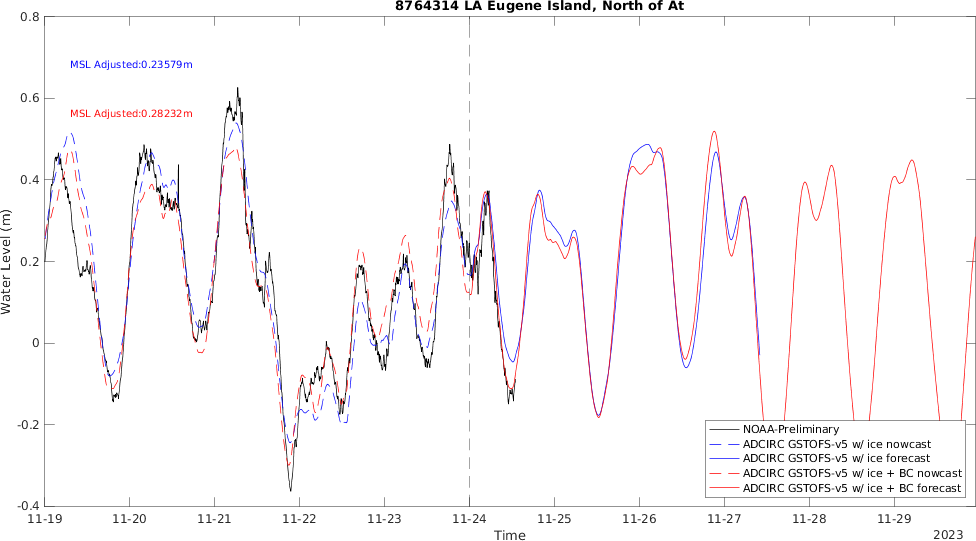 8764314 LA Eugene Island, North of At
0.8
0.6
0.4
0.2
0
-0.2
-0.4
Water Level (m)
MSL Adjusted:0.23579m
MSL Adjusted:0.28232m
NOAA-Preliminary
ADCIRC GSTOFS-v5 w/ ice nowcast
ADCIRC GSTOFS-v5 w/ ice forecast
ADCIRC GSTOFS-v5 w/ ice + BC nowcast
ADCIRC GSTOFS-v5 w/ ice + BC forecast
11-19 11-20 11-21 11-22 11-23 11-24 11-25 11-26 11-27 11-28 11-29
Time
2023